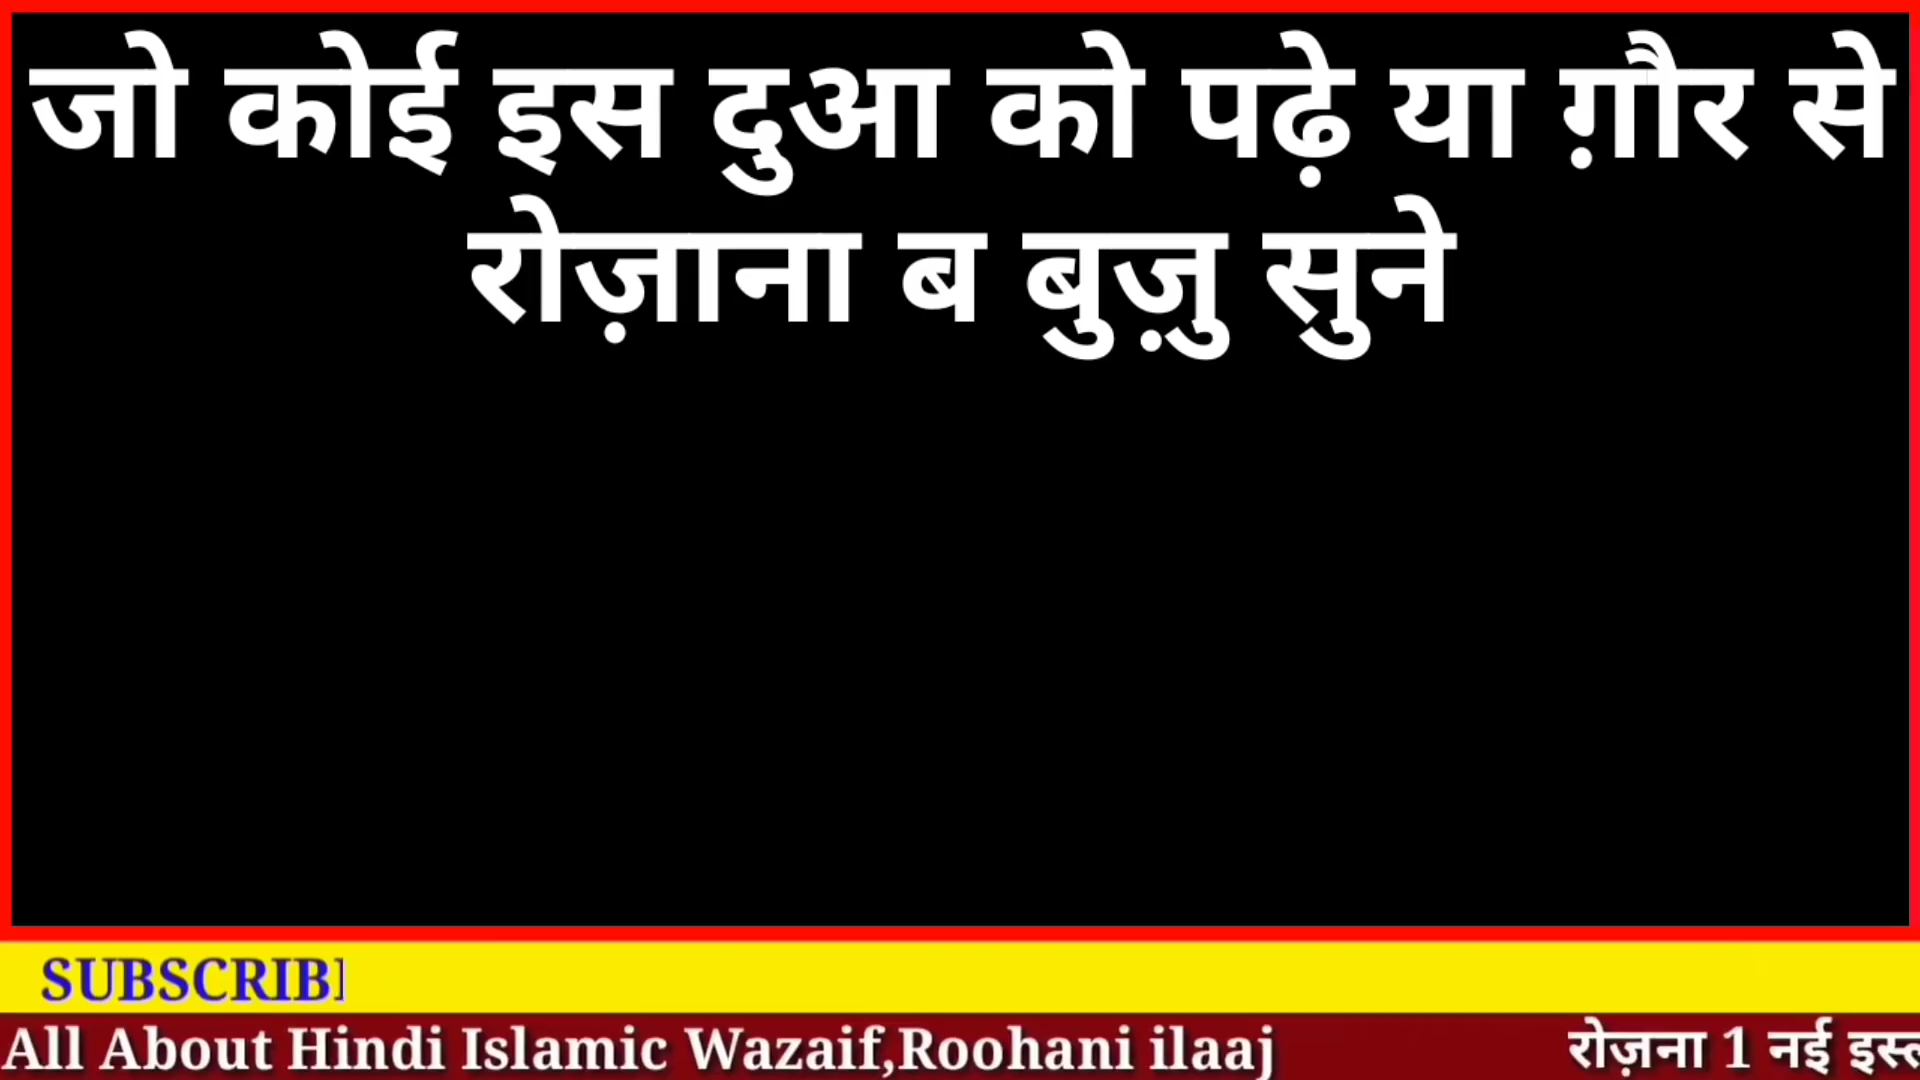 जो कोई इस दुआ को पढ़े या ग़ौर से
रोज़ाना ब बुज़ु सुने
SUBSCRIB
All About Hindi Islamic Wazaif,Roohani ilaaj रोज़ना 1 नई